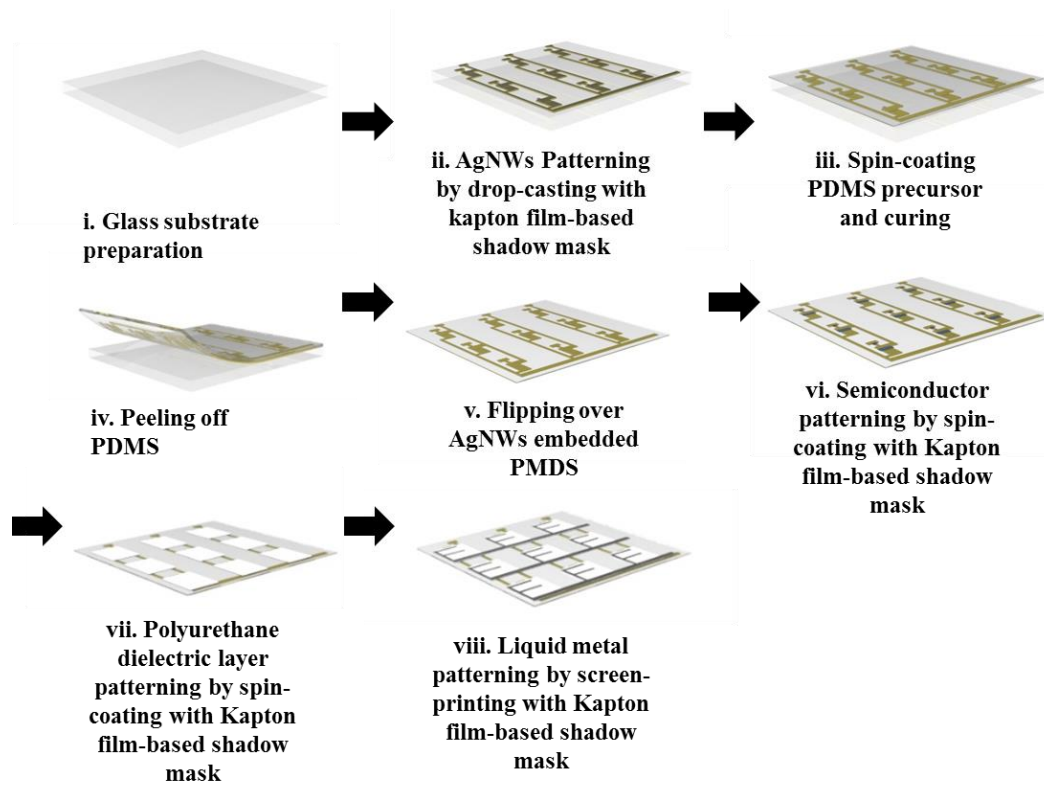 i. Glass substrate
preparation
ii. AgNWs Patterning
by drop-casting with
kapton film-based
shadow mask
iii. Spin-coating
PDMS precursor
and curing
iv. Peeling off
PDMS
v. Flipping over
AgNWs embedded
PMDS
vi. Semiconductor
patterning by spin-
coating with Kapton
film-based shadow
mask
vii. Polyurethane
dielectric layer
patterning by spin-
coating with Kapton
film-based shadow
mask
viii. Liquid metal
patterning by screen-
printing with Kapton
film-based shadow
mask